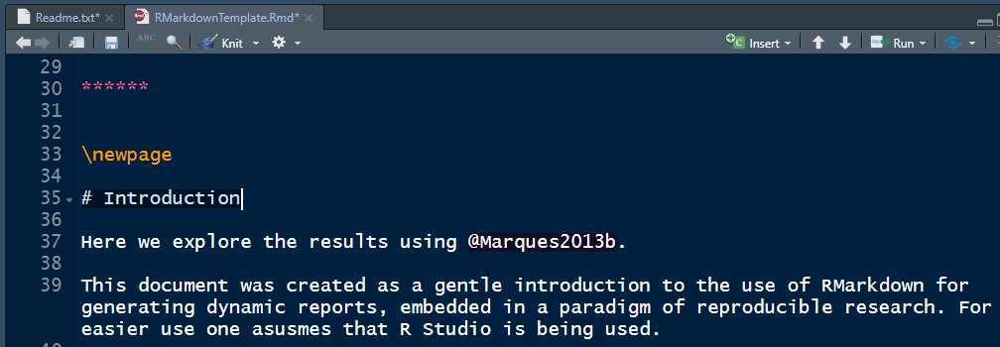 Readme.txt* RMarkdownTemplate.Rmd*
ABC Knit Insert Run
29
30 ******
31
32
33 \newpage
34
35 # Introduction
36
37 Here we explore the results using @Marques2013b.
38
39 This document was created as a gentle introduction to the use of RMarkdown for
generating dynamic reports, embedded in a paradigm of reproducible research. For
easier use one asusmes that R Studio is being used.